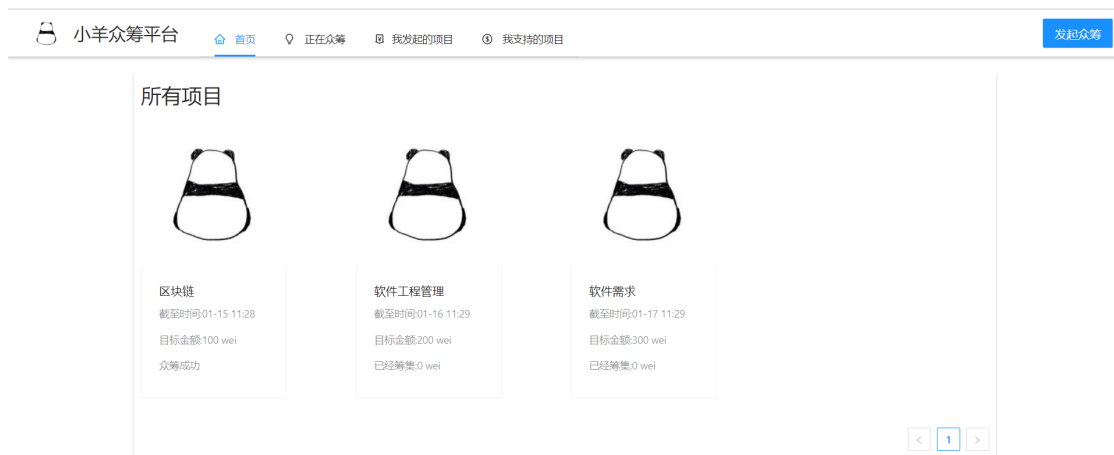 小羊众筹平台
首页
正在众筹
我发起的项目
我支持的项目
发起众筹
所有项目
区块链
截至时间:01-15 11:28
目标金额:100 wei
众筹成功
软件工程管理
截至时间:01-16 11:29
目标金额:200 wei
已经筹集:0 wei
软件需求
截至时间:01-17 11:29
目标金额:300 wei
已经筹集:0 wei
< 1 >